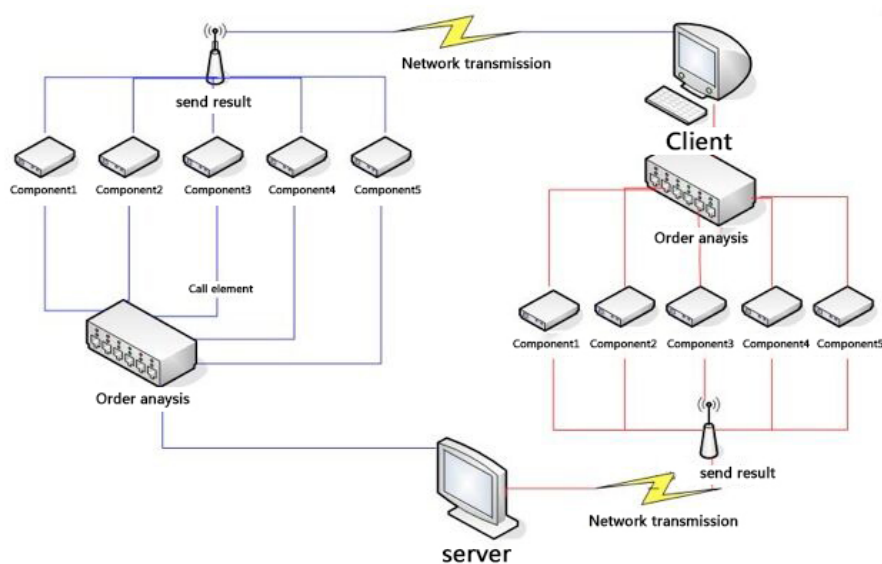 Network transmission
send result
Client
Component1
Component2
Component3
Component4
Component5
Order anaysis
Call element
Component1
Component2
Component3
Component4
Component5
Order anaysis
send result
Network transmission
server